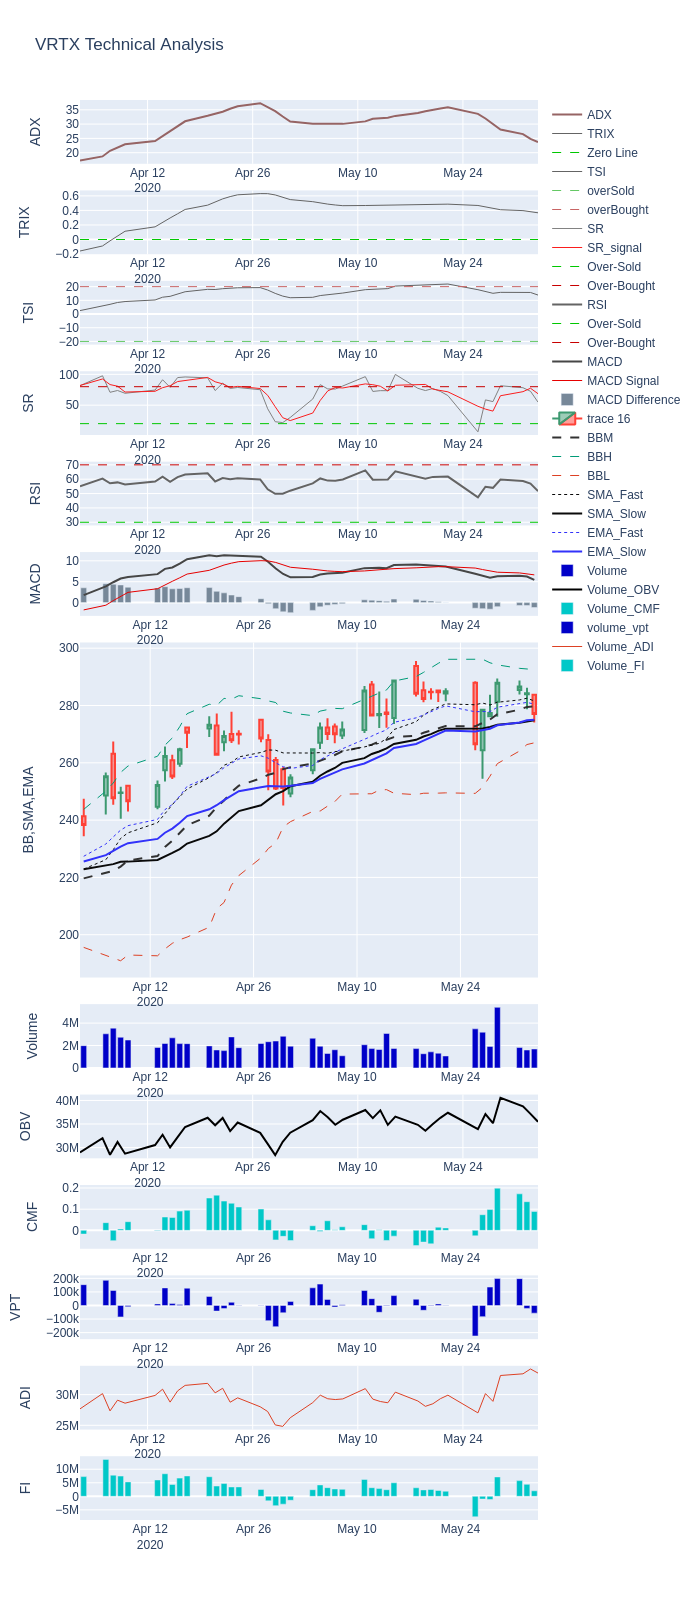 VRTX Technical Analysis
ADX
35
30
25
20
Apr 12
2020
Apr 26
May 10
May 24
TRIX
0.6
0.4
0.2
0
−0.2
Apr 12
2020
Apr 26
May 10
May 24
TSI
20
10
0
−10
−20
Apr 12
2020
Apr 26
May 10
May 24
SR
100
50
Apr 12
2020
Apr 26
May 10
May 24
RSI
70
60
50
40
30
Apr 12
2020
Apr 26
May 10
May 24
MACD
10
5
0
Apr 12
2020
Apr 26
May 10
May 24
BB,SMA,EMA
300
280
260
240
220
200
Apr 12
2020
Apr 26
May 10
May 24
Volume
4M
2M
0
Apr 12
2020
Apr 26
May 10
May 24
OBV
40M
35M
30M
Apr 12
2020
Apr 26
May 10
May 24
CMF
0.2
0.1
0
Apr 12
2020
Apr 26
May 10
May 24
VPT
200k
100k
0
−100k
−200k
Apr 12
2020
Apr 26
May 10
May 24
ADI
30M
25M
Apr 12
2020
Apr 26
May 10
May 24
FI
10M
5M
0
−5M
Apr 12
2020
Apr 26
May 10
May 24
ADX
TRIX
Zero Line
TSI
overSold
overBought
SR
SR_signal
Over-Sold
Over-Bought
RSI
Over-Sold
Over-Bought
MACD
MACD Signal
MACD Difference
trace 16
BBM
BBH
BBL
SMA_Fast
SMA_Slow
EMA_Fast
EMA_Slow
Volume
Volume_OBV
Volume_CMF
volume_vpt
Volume_ADI
Volume_FI